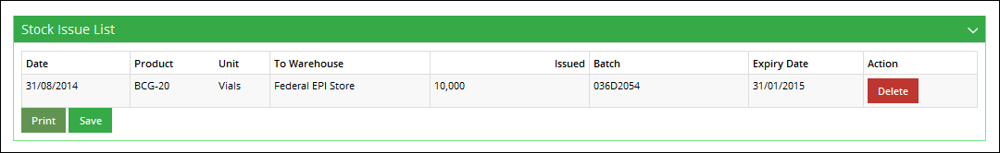 Stock Issue List
Date Product Unit To Warehouse Issued Batch Expiry Date Action
31/08/2014 BCG-20 Vials Federal EPI Store 10,000 036D2054 31/01/2015 Delete
Print Save